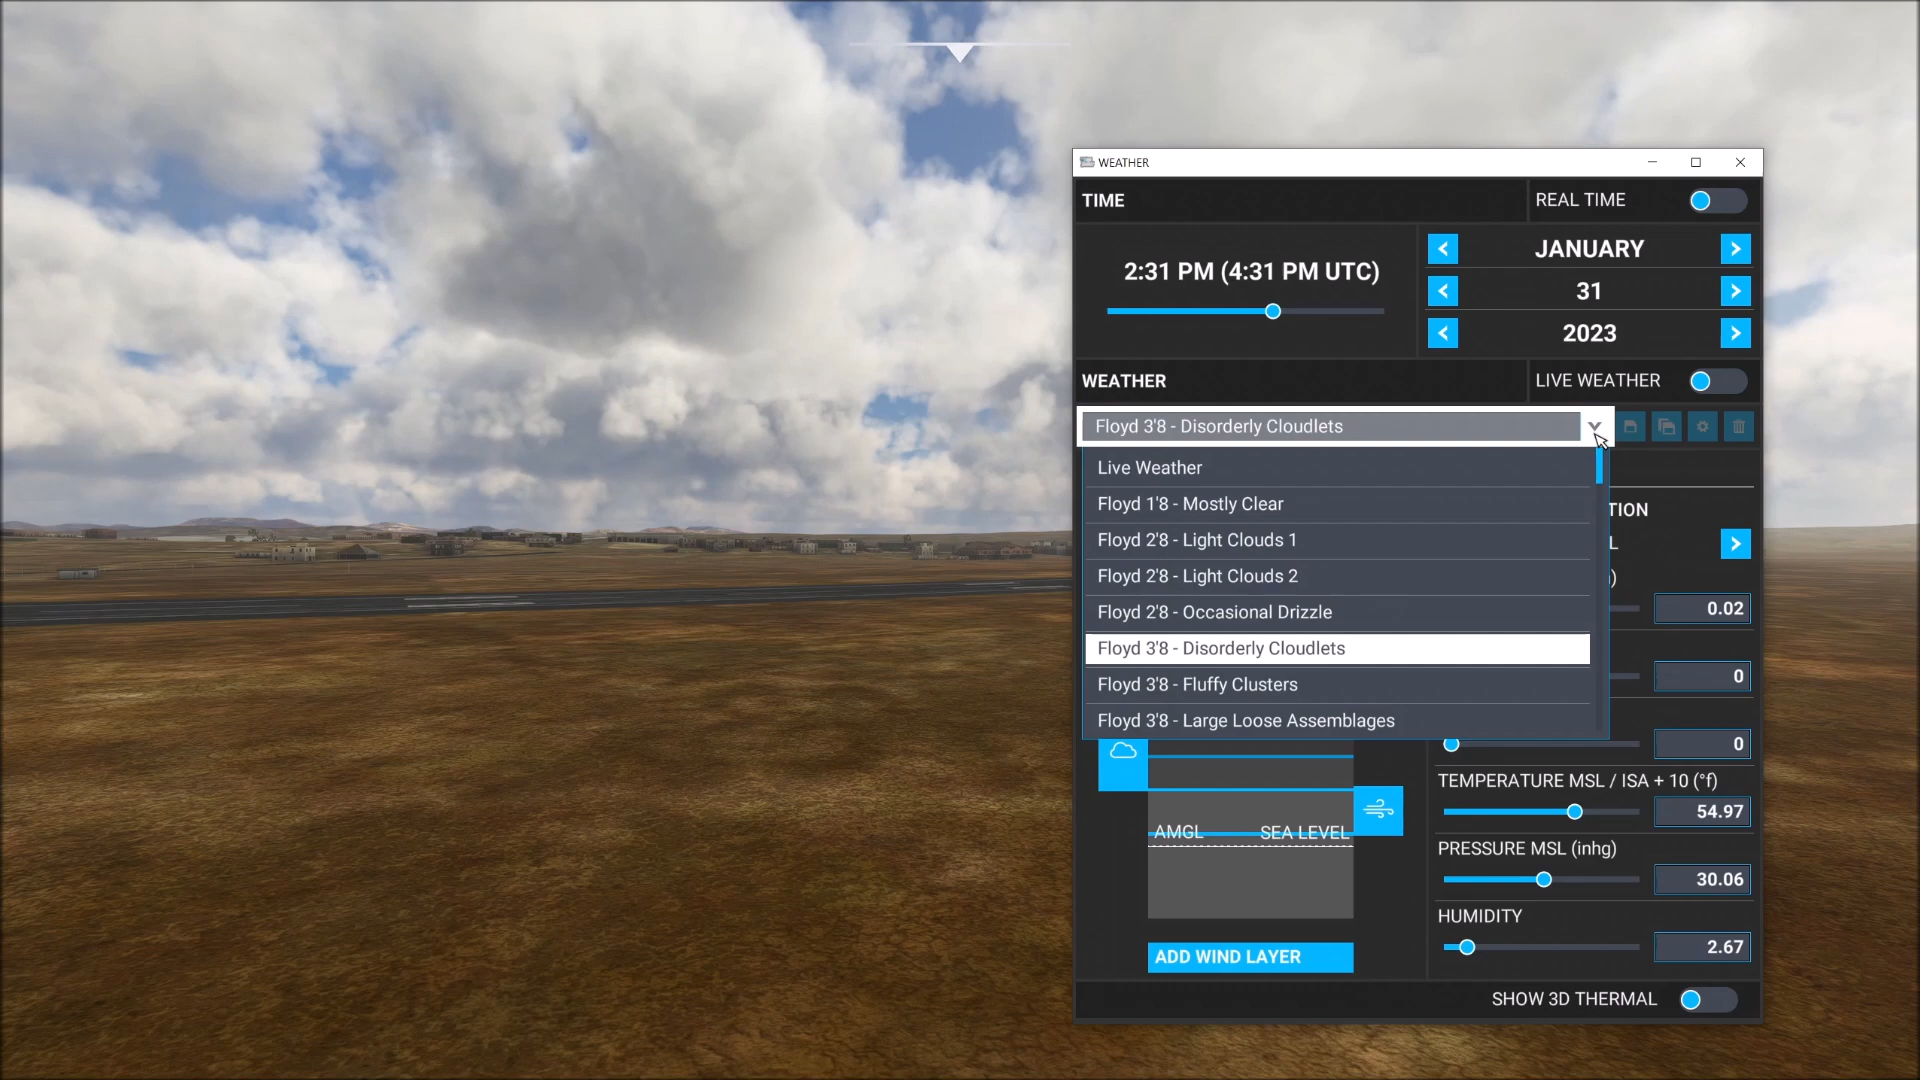 WEATHER
TIME
REAL TIME
2:31 PM (4:31 PM UTC)
JANUARY
31
2023
WEATHER
LIVE WEATHER
Floyd 3'8 - Disorderly Cloudlets
Live Weather
Floyd 1'8 - Mostly Clear
Floyd 2'8 - Light Clouds 1
Floyd 2'8 - Light Clouds 2
Floyd 2'8 - Occasional Drizzle
Floyd 3'8 - Disorderly Cloudlets
Floyd 3'8 - Fluffy Clusters
Floyd 3'8 - Large Loose Assemblages
TION
L
)
0.02
0
0
TEMPERATURE MSL / ISA + 10 (°f)
54.97
AMGL SEA LEVEL
PRESSURE MSL (inhg)
30.06
HUMIDITY
2.67
ADD WIND LAYER
SHOW 3D THERMAL